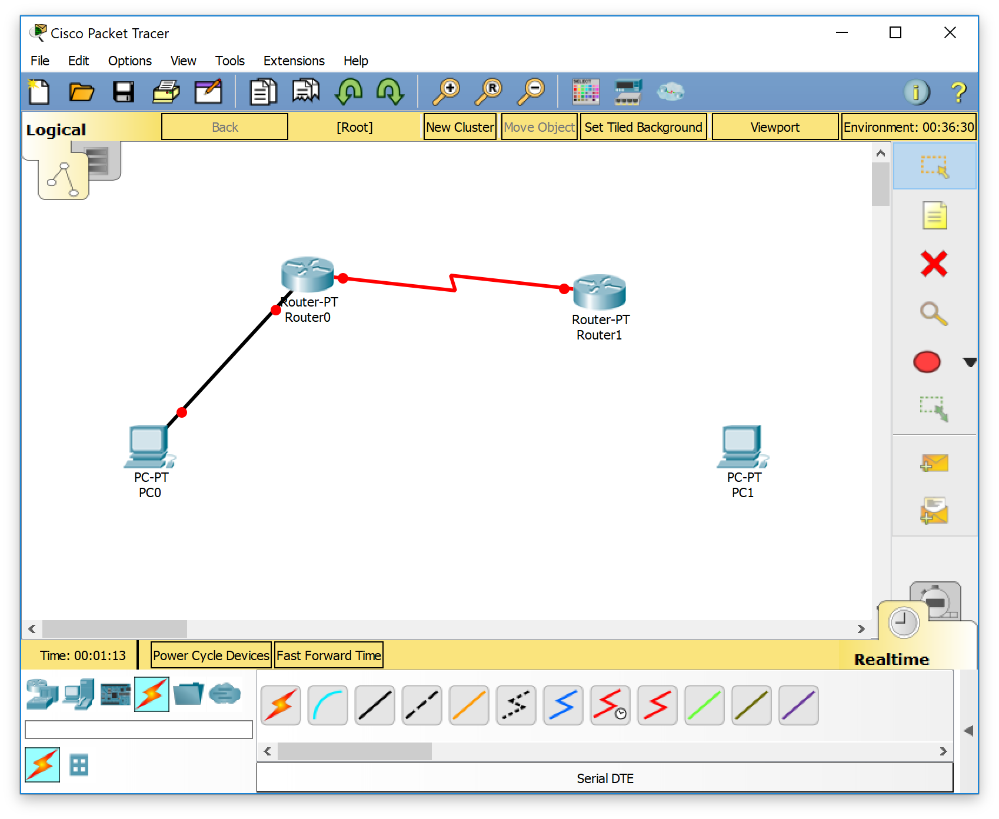 Cisco Packet Tracer
File Edit Options View Tools Extensions Help
SELECT
R
i ?
Logical Back [Root] New Cluster Move Object Set Tiled Background Viewport Environment: 00:36:30
Router-PT
Router0
Router-PT
Router1
PC-PT
PC0
PC-PT
PC1
Time: 00:01:13 Power Cycle Devices Fast Forward Time Realtime
Serial DTE